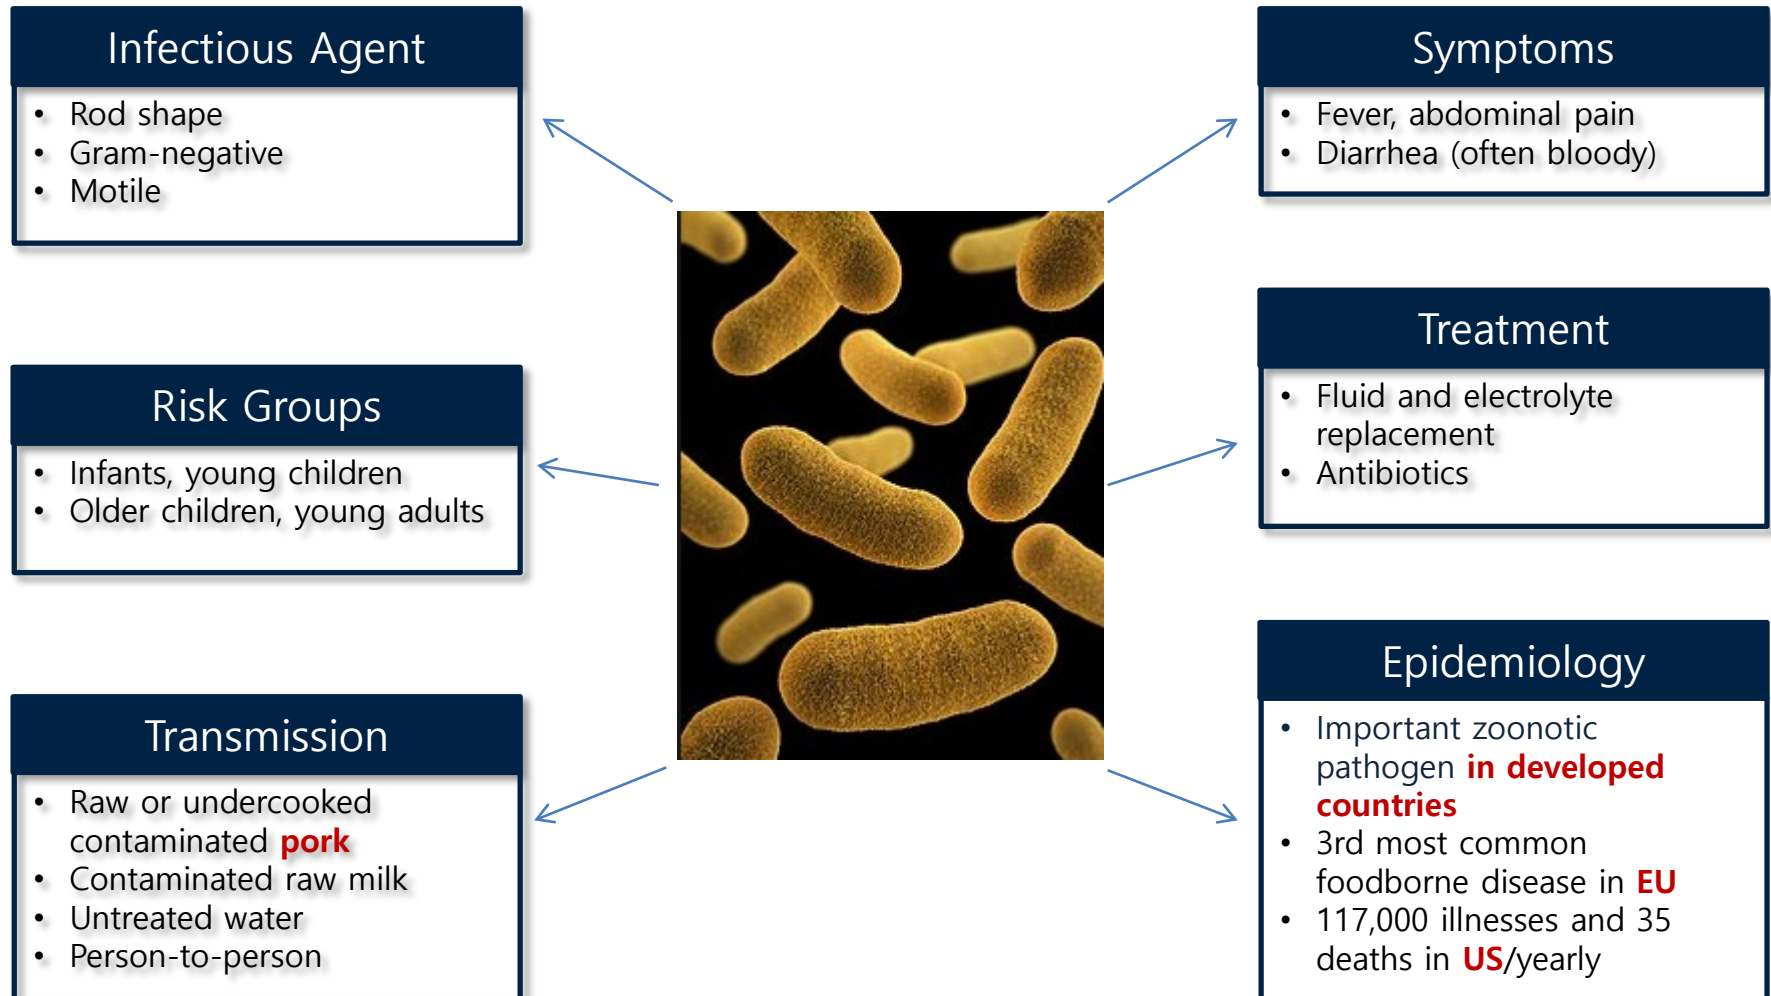 Infectious Agent
• Rod shape
• Gram-negative
• Motile
Risk Groups
• Infants, young children
• Older children, young adults
Transmission
• Raw or undercooked
contaminated pork
• Contaminated raw milk
• Untreated water
• Person-to-person
Symptoms
• Fever, abdominal pain
• Diarrhea (often bloody)
Treatment
• Fluid and electrolyte
replacement
• Antibiotics
Epidemiology
• Important zoonotic
pathogen in developed
countries
• 3rd most common
foodborne disease in EU
• 117,000 illnesses and 35
deaths in US/yearly